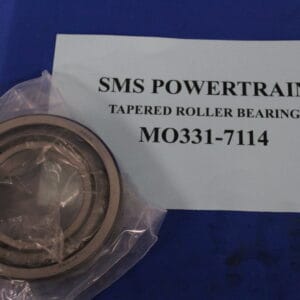 SMS POWERTRAIN
TAPERED ROLLER BEARING
MO331-7114